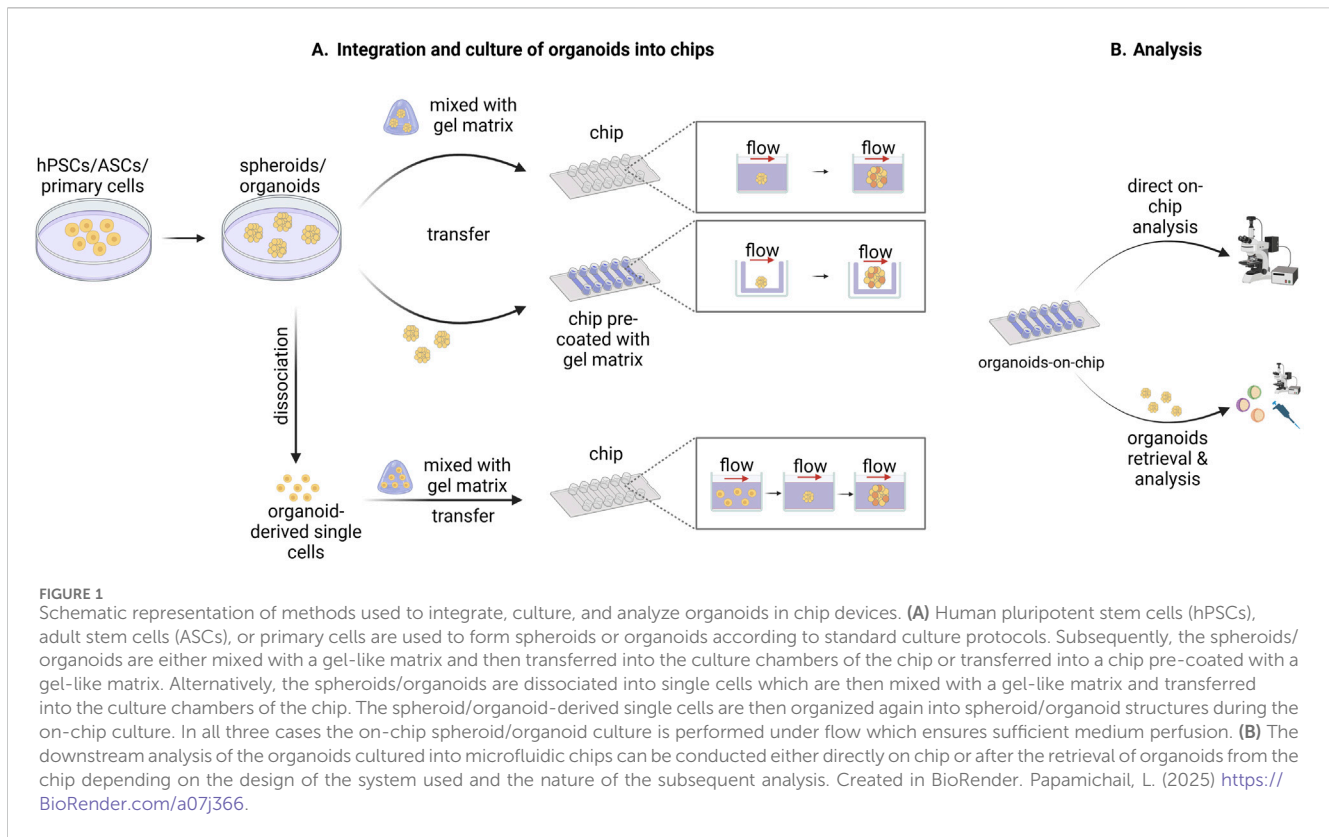 A. Integration and culture of organoids into chips
B. Analysis
hPSCs/ASCs/
primary cells
spheroids/
organoids
mixed with
gel matrix
transfer
chip
flow
flow
chip pre-
coated with
gel matrix
flow
flow
dissociation
organoid-
derived single
cells
mixed with
gel matrix
transfer
chip
flow
flow
flow
direct on-
chip
analysis
organoids-on-chip
organoids
retrieval &
analysis
FIGURE 1
Schematic representation of methods used to integrate, culture, and analyze organoids in chip devices. (A) Human pluripotent stem cells (hPSCs),
adult stem cells (ASCs), or primary cells are used to form spheroids or organoids according to standard culture protocols. Subsequently, the spheroids/
organoids are either mixed with a gel-like matrix and then transferred into the culture chambers of the chip or transferred into a chip pre-coated with a
gel-like matrix. Alternatively, the spheroids/organoids are dissociated into single cells which are then mixed with a gel-like matrix and transferred
into the culture chambers of the chip. The spheroid/organoid-derived single cells are then organized again into spheroid/organoid structures during the
on-chip culture. In all three cases the on-chip spheroid/organoid culture is performed under flow which ensures sufficient medium perfusion. (B) The
downstream analysis of the organoids cultured into microfluidic chips can be conducted either directly on chip or after the retrieval of organoids from the
chip depending on the design of the system used and the nature of the subsequent analysis. Created in BioRender. Papamichail, L. (2025) https://
BioRender.com/a07j366.